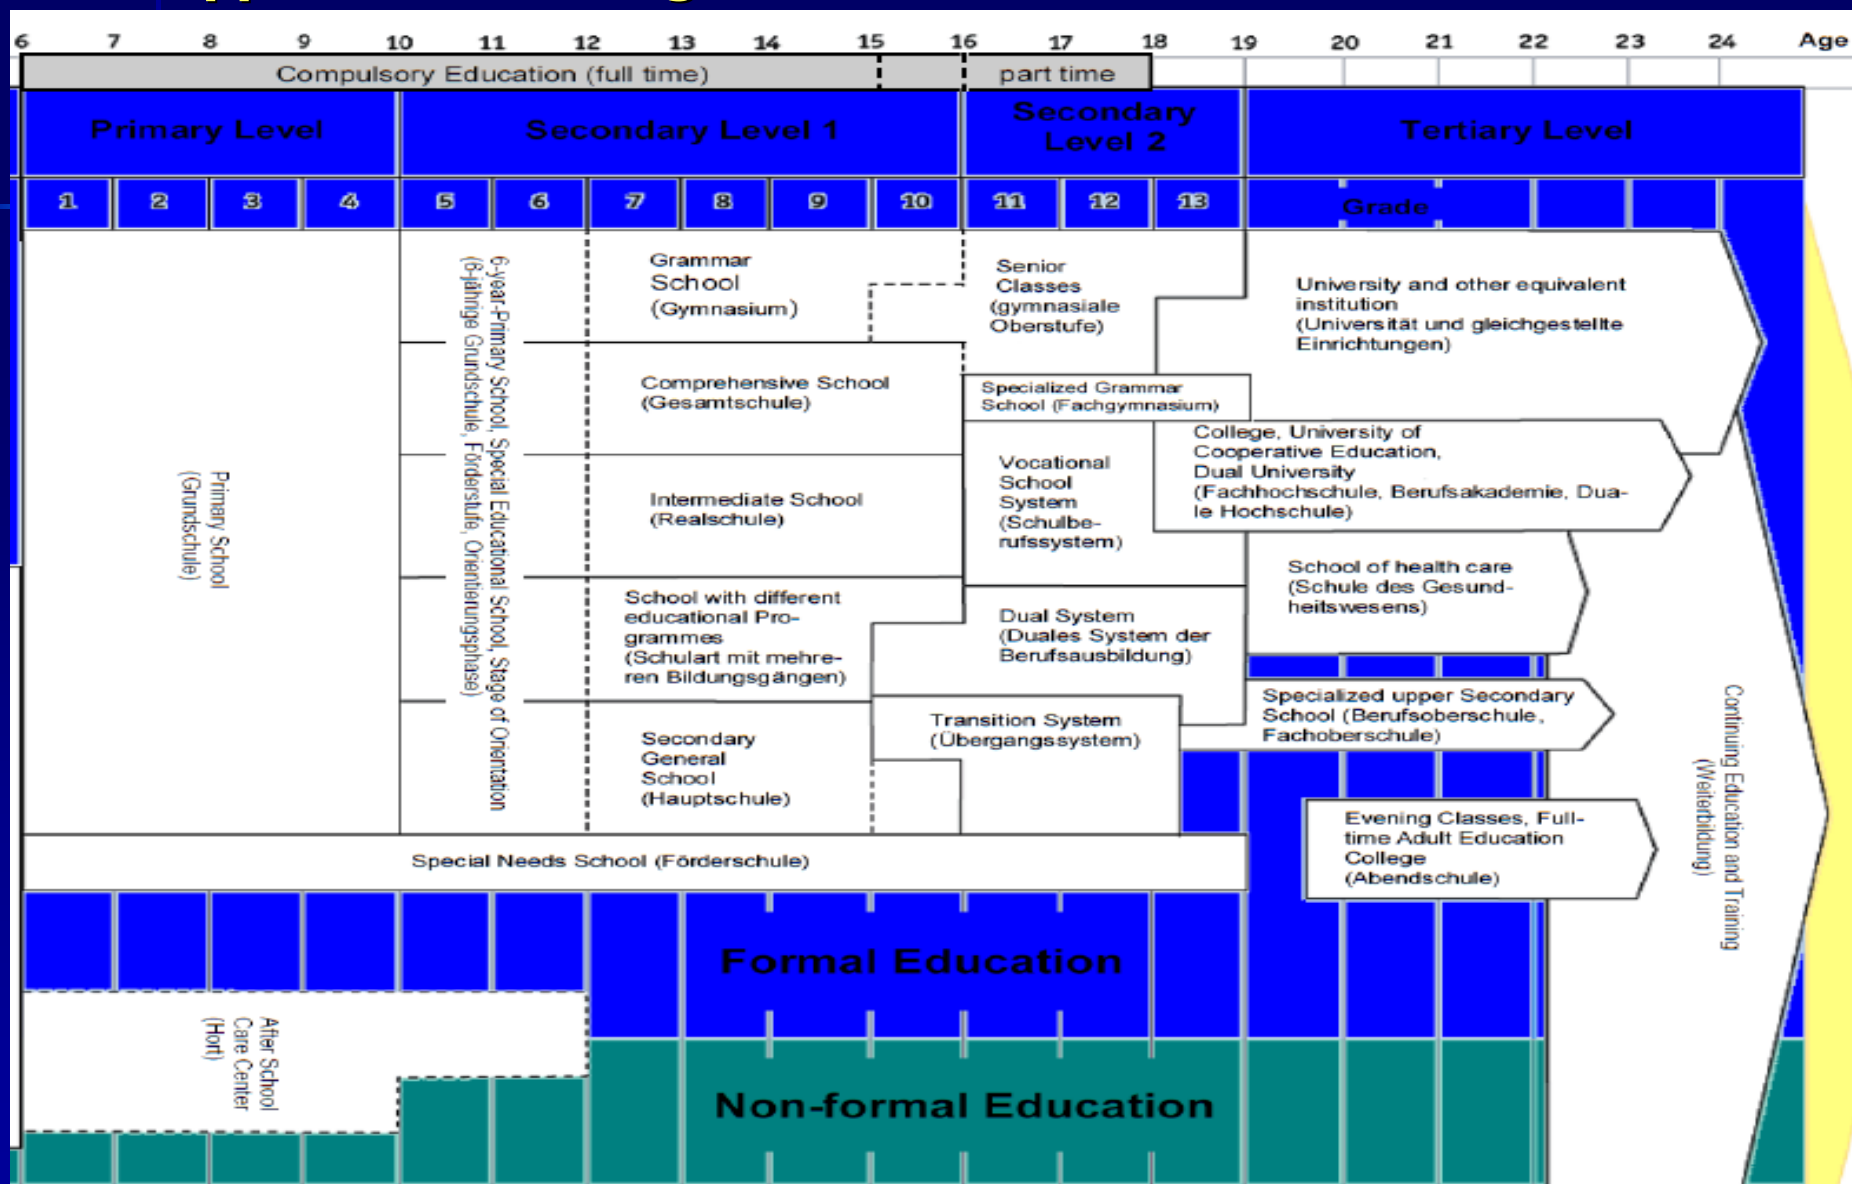 6 7 8 9 10 11 12 13 14 15 16 17 18 19 20 21 22 23 24 Age
Compulsory Education (full time)
part time
Primary Level
Secondary Level 1
Secondary
Level 2
Tertiary Level
1 2 3 4 5 6 7 8 9 10 11 12 13
Grade
Primary School
(Grundschule)
6-year-Primary School, Special Educational School, Stage of Orientation
(6-jährige Grundschule, Förderstufe, Orientierungsphase)
Grammar
School
(Gymnasium)
Comprehensive School
(Gesamtschule)
Intermediate School
(Realschule)
School with different
educational Pro-
grammes
(Schulart mit mehre-
ren Bildungsgängen)
Secondary
General
School
(Hauptschule)
Senior
Classes
(gymnasiale
Oberstufe)
Specialized Grammar
School (Fachgymnasium)
Vocational
School
System
(Schulbe-
rufssystem)
Dual System
(Duales System der
Berufsausbildung)
Transition System
(Übergangssystem)
University and other equivalent
institution
(Universität und gleichgestellte
Einrichtungen)
College, University of
Cooperative Education,
Dual University
(Fachhochschule, Berufsakademie, Dua-
le Hochschule)
School of health care
(Schule des Gesund-
heitswesens)
Specialized upper Secondary
School (Berufsoberschule,
Fachoberschule)
Evening Classes, Full-
time Adult Education
College
(Abendschule)
Continuing Education and Training
(Weiterbildung)
Special Needs School (Förderschule)
Formal Education
After School
Care Center
(Hort)
Non-formal Education